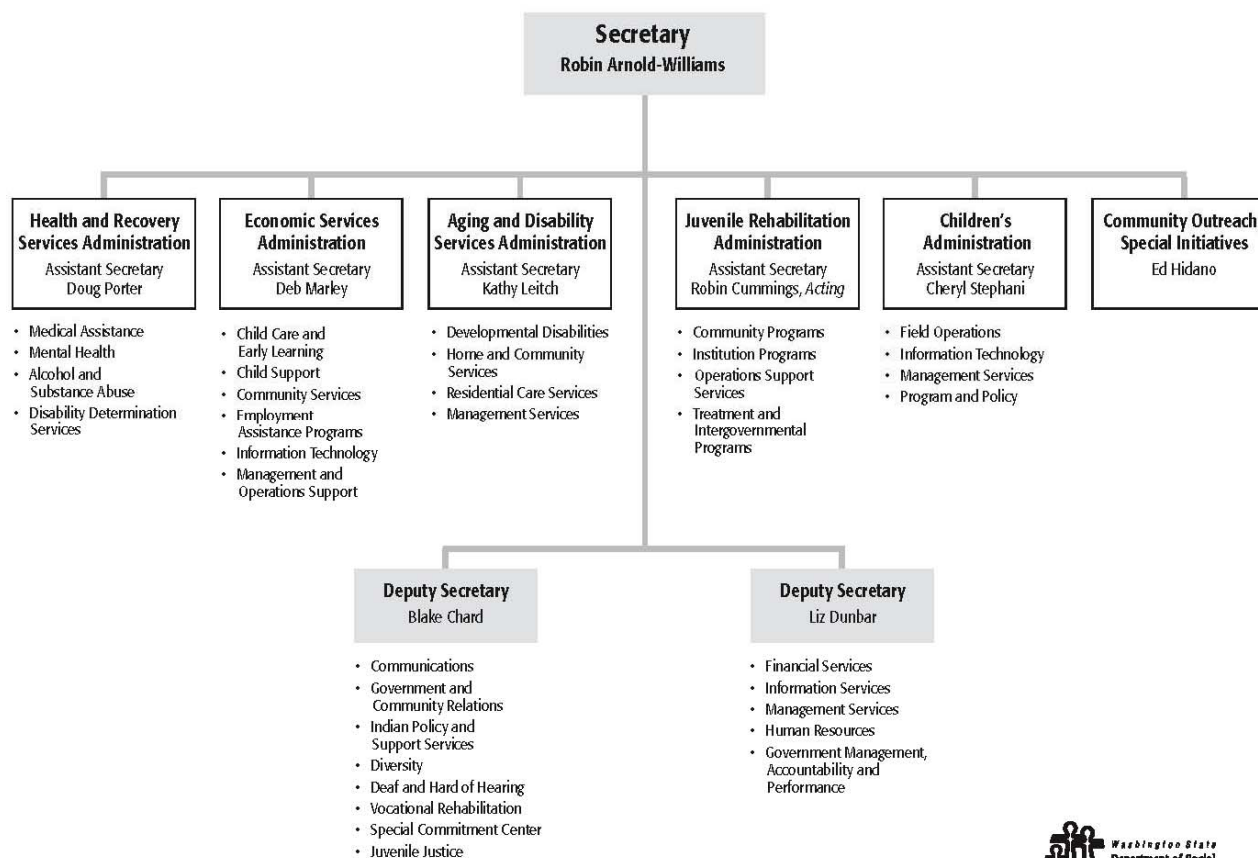 Secretary
Robin Arnold-Williams
Health and Recovery
Services Administration
Assistant Secretary
Doug Porter
• Medical Assistance
• Mental Health
• Alcohol and
Substance Abuse
• Disability Determination
Services
Economic Services
Administration
Assistant Secretary
Deb Marley
• Child Care and
Early Learning
• Child Support
• Community Services
• Employment
Assistance Programs
• Information Technology
• Management and
Operations Support
Aging and Disability
Services Administration
Assistant Secretary
Kathy Leitch
• Developmental Disabilities
• Home and Community
Services
• Residential Care Services
• Management Services
Juvenile Rehabilitation
Administration
Assistant Secretary
Robin Cummings, Acting
• Community Programs
• Institution Programs
• Operations Support
Services
• Treatment and
Intergovernmental
Programs
Children's
Administration
Assistant Secretary
Cheryl Stephani
• Field Operations
• Information Technology
• Management Services
• Program and Policy
Community Outreach
Special Initiatives
Ed Hidano
Deputy Secretary
Blake Chard
• Communications
• Government and
Community Relations
• Indian Policy and
Support Services
• Diversity
• Deaf and Hard of Hearing
• Vocational Rehabilitation
• Special Commitment Center
• Juvenile Justice
Deputy Secretary
Liz Dunbar
• Financial Services
• Information Services
• Management Services
• Human Resources
• Government Management,
Accountability and
Performance
Washington State
Department of Social